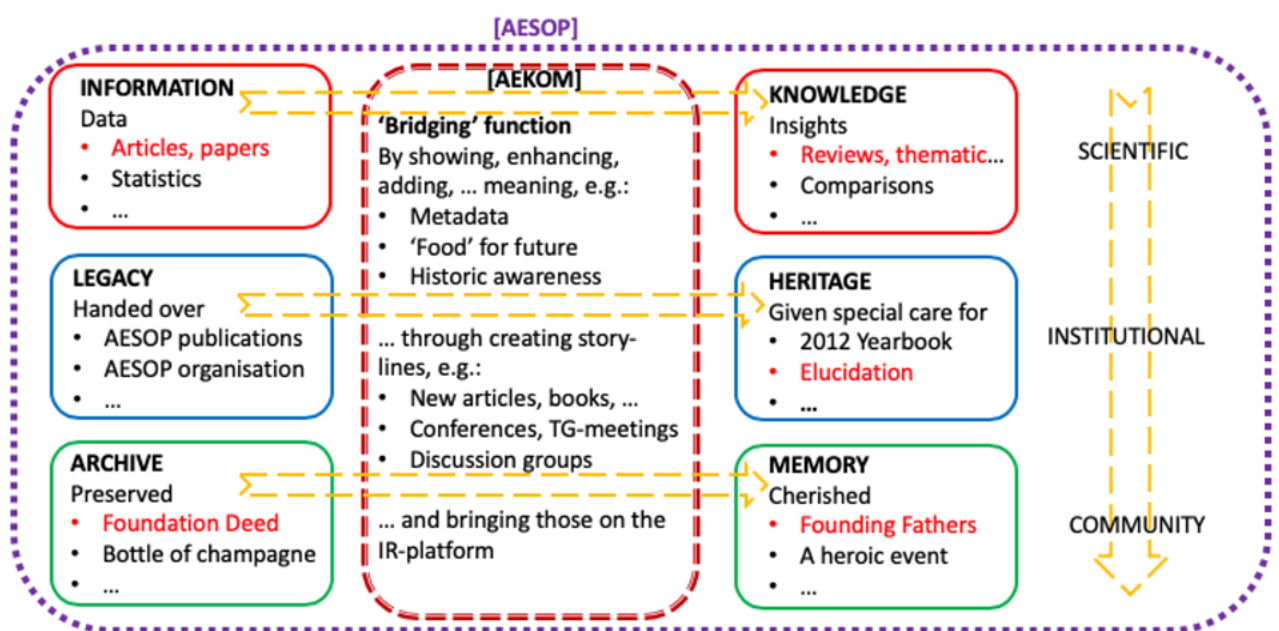 [AESOP]
INFORMATION
Data
• Articles, papers
• Statistics
• ...
LEGACY
Handed over
• AESOP publications
• AESOP organisation
• ...
ARCHIVE
Preserved
• Foundation Deed
• Bottle of champagne
• ...
[AEKOM]
‘Bridging’ function
By showing, enhancing,
adding, ... meaning, e.g.:
• Metadata
• ‘Food’ for future
• Historic awareness
... through creating story-
lines, e.g.:
• New articles, books, ...
• Conferences, TG-meetings
• Discussion groups
... and bringing those on the
IR-platform
KNOWLEDGE
Insights
• Reviews, thematic...
• Comparisons
• ...
HERITAGE
Given special care for
• 2012 Yearbook
• Elucidation
• ...
MEMORY
Cherished
• Founding Fathers
• A heroic event
• ...
SCIENTIFIC
INSTITUTIONAL
COMMUNITY